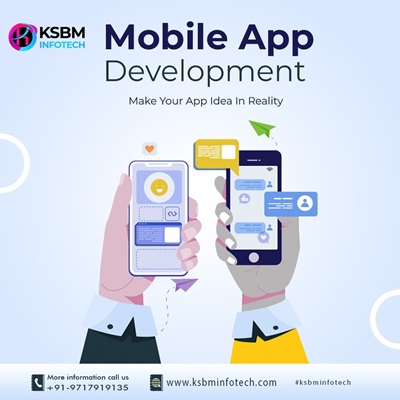 KSBM
INFOTECH
Mobile App
Development
Make Your App Idea In Reality
More information call us
+91-9717919135
www.ksbminfotech.com
#ksbminfotech